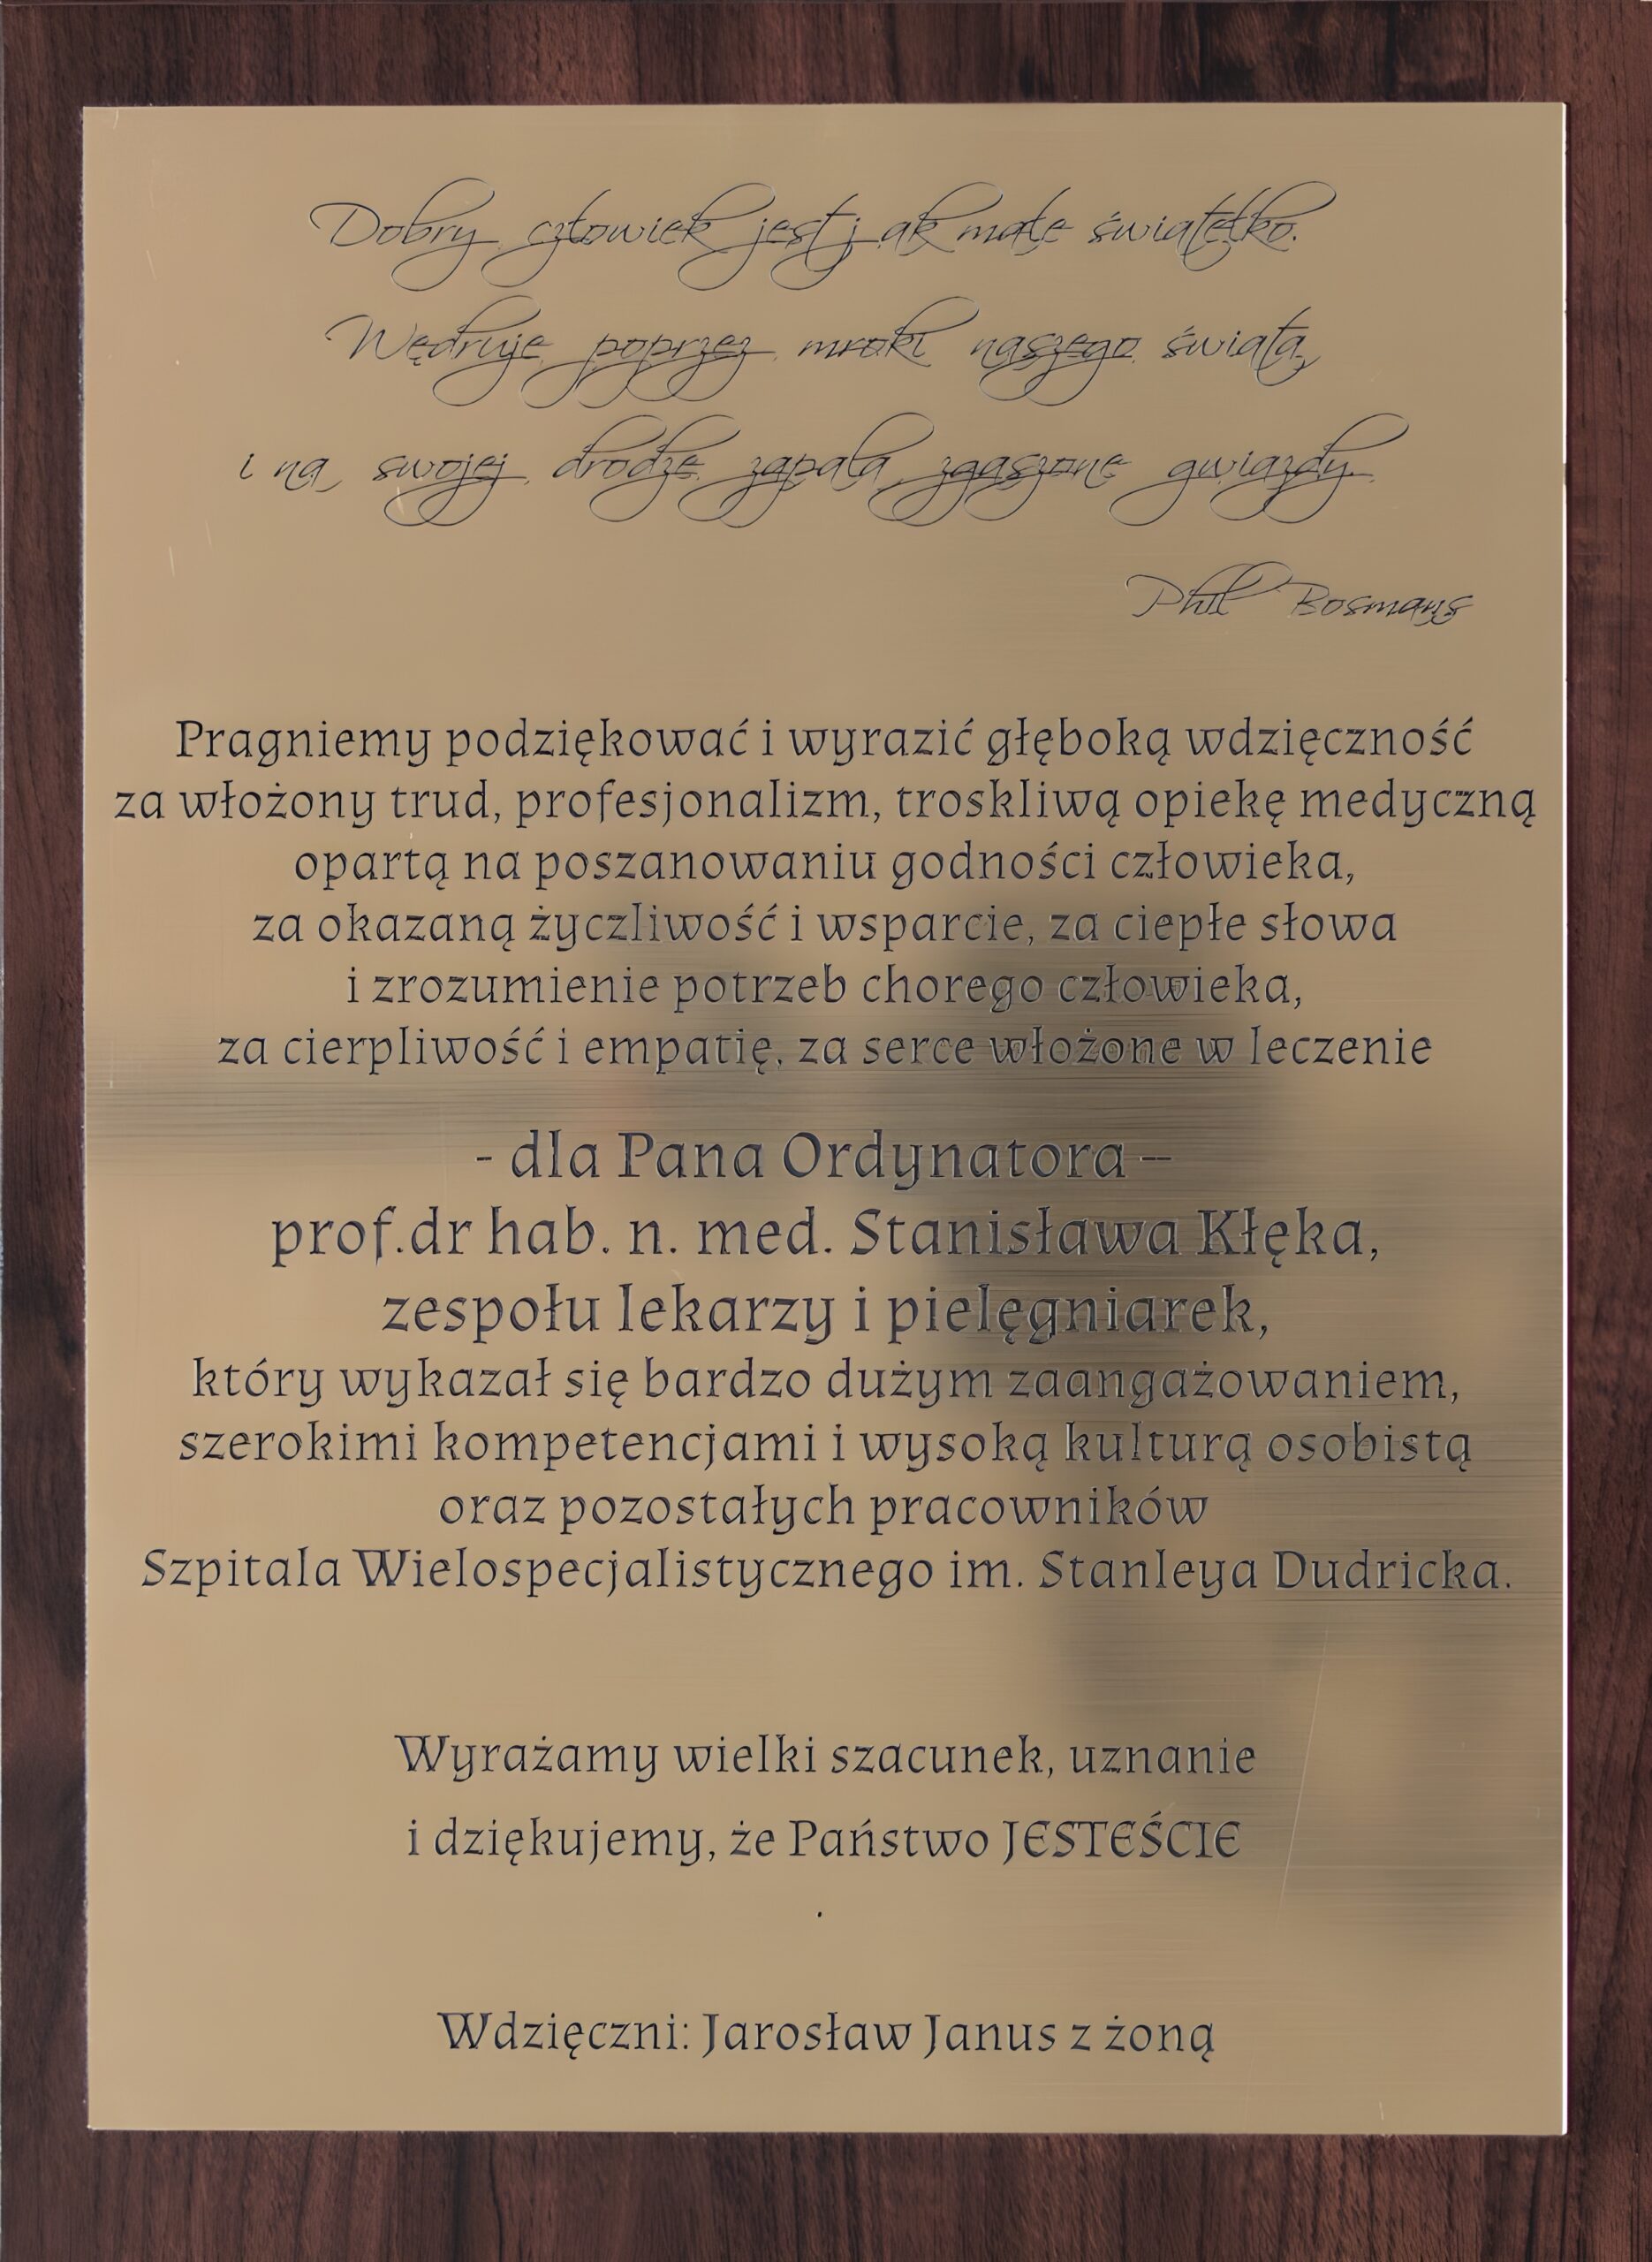 Dobry człowiek jest jak małe światełko.
Wędruje poprzez mroki naszego świata,
i na swojej drodze zapala zgaszone gwiazdy.
Phil Bosmans
Pragniemy podziękować i wyrazić głęboką wdzięczność
za włożony trud, profesjonalizm, troskliwą opiekę medyczną
opartą na poszanowaniu godności człowieka,
za okazaną życzliwość i wsparcie, za ciepłe słowa
i zrozumienie potrzeb chorego człowieka,
za cierpliwość i empatię, za serce włożone w leczenie
- dla Pana Ordynatora –
prof.dr hab. n. med. Stanisława Kłęka,
zespołu lekarzy i pielęgniarek,
który wykazał się bardzo dużym zaangażowaniem,
szerokimi kompetencjami i wysoką kulturą osobistą
oraz pozostałych pracowników
Szpitala Wielospecjalistycznego im. Stanleya Dudricka.
Wyrażamy wielki szacunek, uznanie
i dziękujemy, że Państwo JESTEŚCIE
.
Wdzięczni: Jarosław Janus z żoną